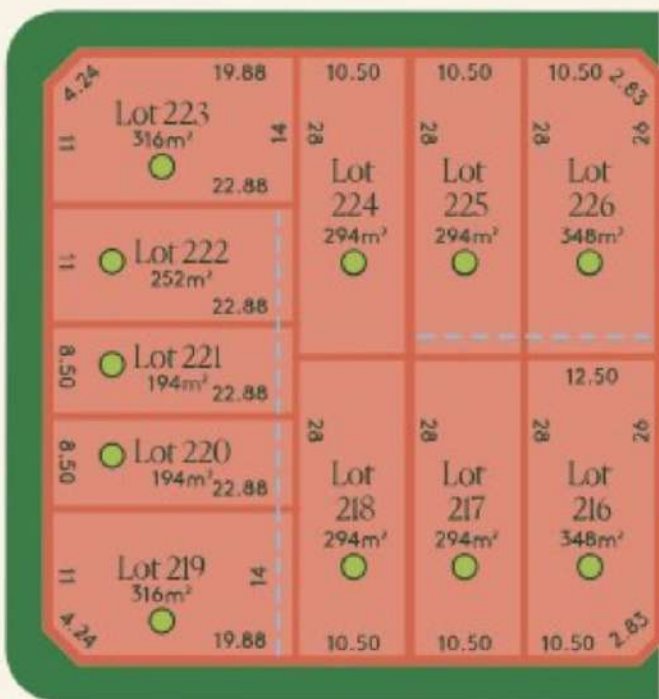 4.24
19.88
Lot 223
316m²
11
14
22.88
Lot 222
252m²
11
22.88
Lot 221
194m²
8.50
22.88
Lot 220
194m²
8.50
22.88
Lot 219
316m²
11
14
4.24
19.88
10.50
28
Lot
224
294m²
10.50
28
Lot
225
294m²
10.50
2.83
28
26
Lot
226
348m²
28
Lot
218
294m²
10.50
28
Lot
217
294m²
10.50
12.50
28
26
Lot
216
348m²
10.50
2.83